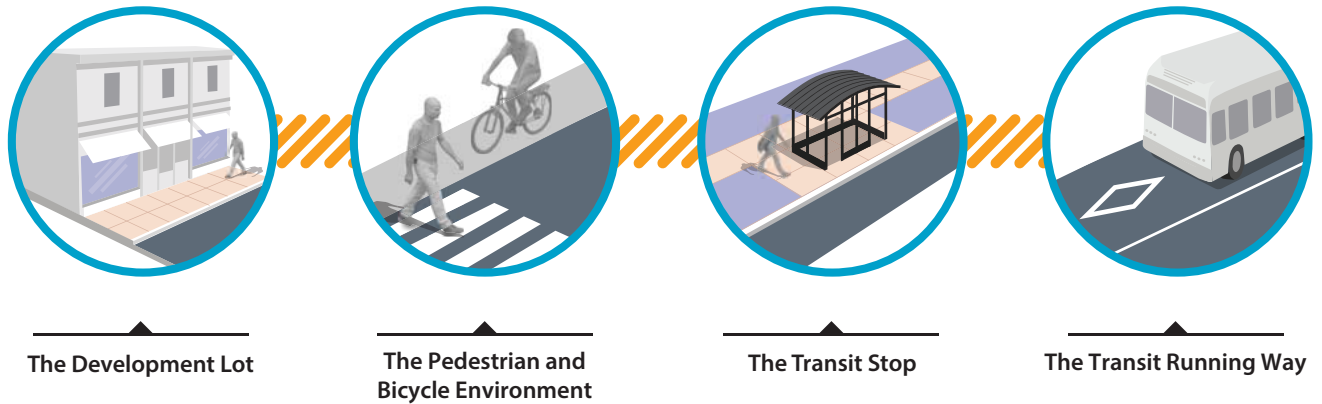 The Development Lot
The Pedestrian and
Bicycle Environment
The Transit Stop
The Transit Running Way